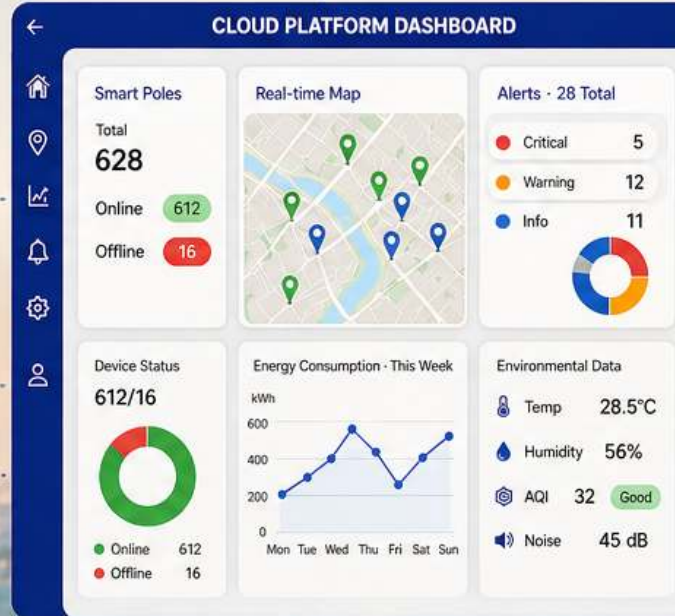 CLOUD PLATFORM DASHBOARD
Smart Poles
Total
628
Online 612
Offline 16
Real-time Map
Alerts · 28 Total
Critical 5
Warning 12
Info 11
Device Status
612/16
Online 612
Offline 16
Energy Consumption · This Week
kWh
600
400
200
0
Mon Tue Wed Thu Fri Sat Sun
Environmental Data
Temp 28.5°C
Humidity 56%
AQI 32 Good
Noise 45 dB